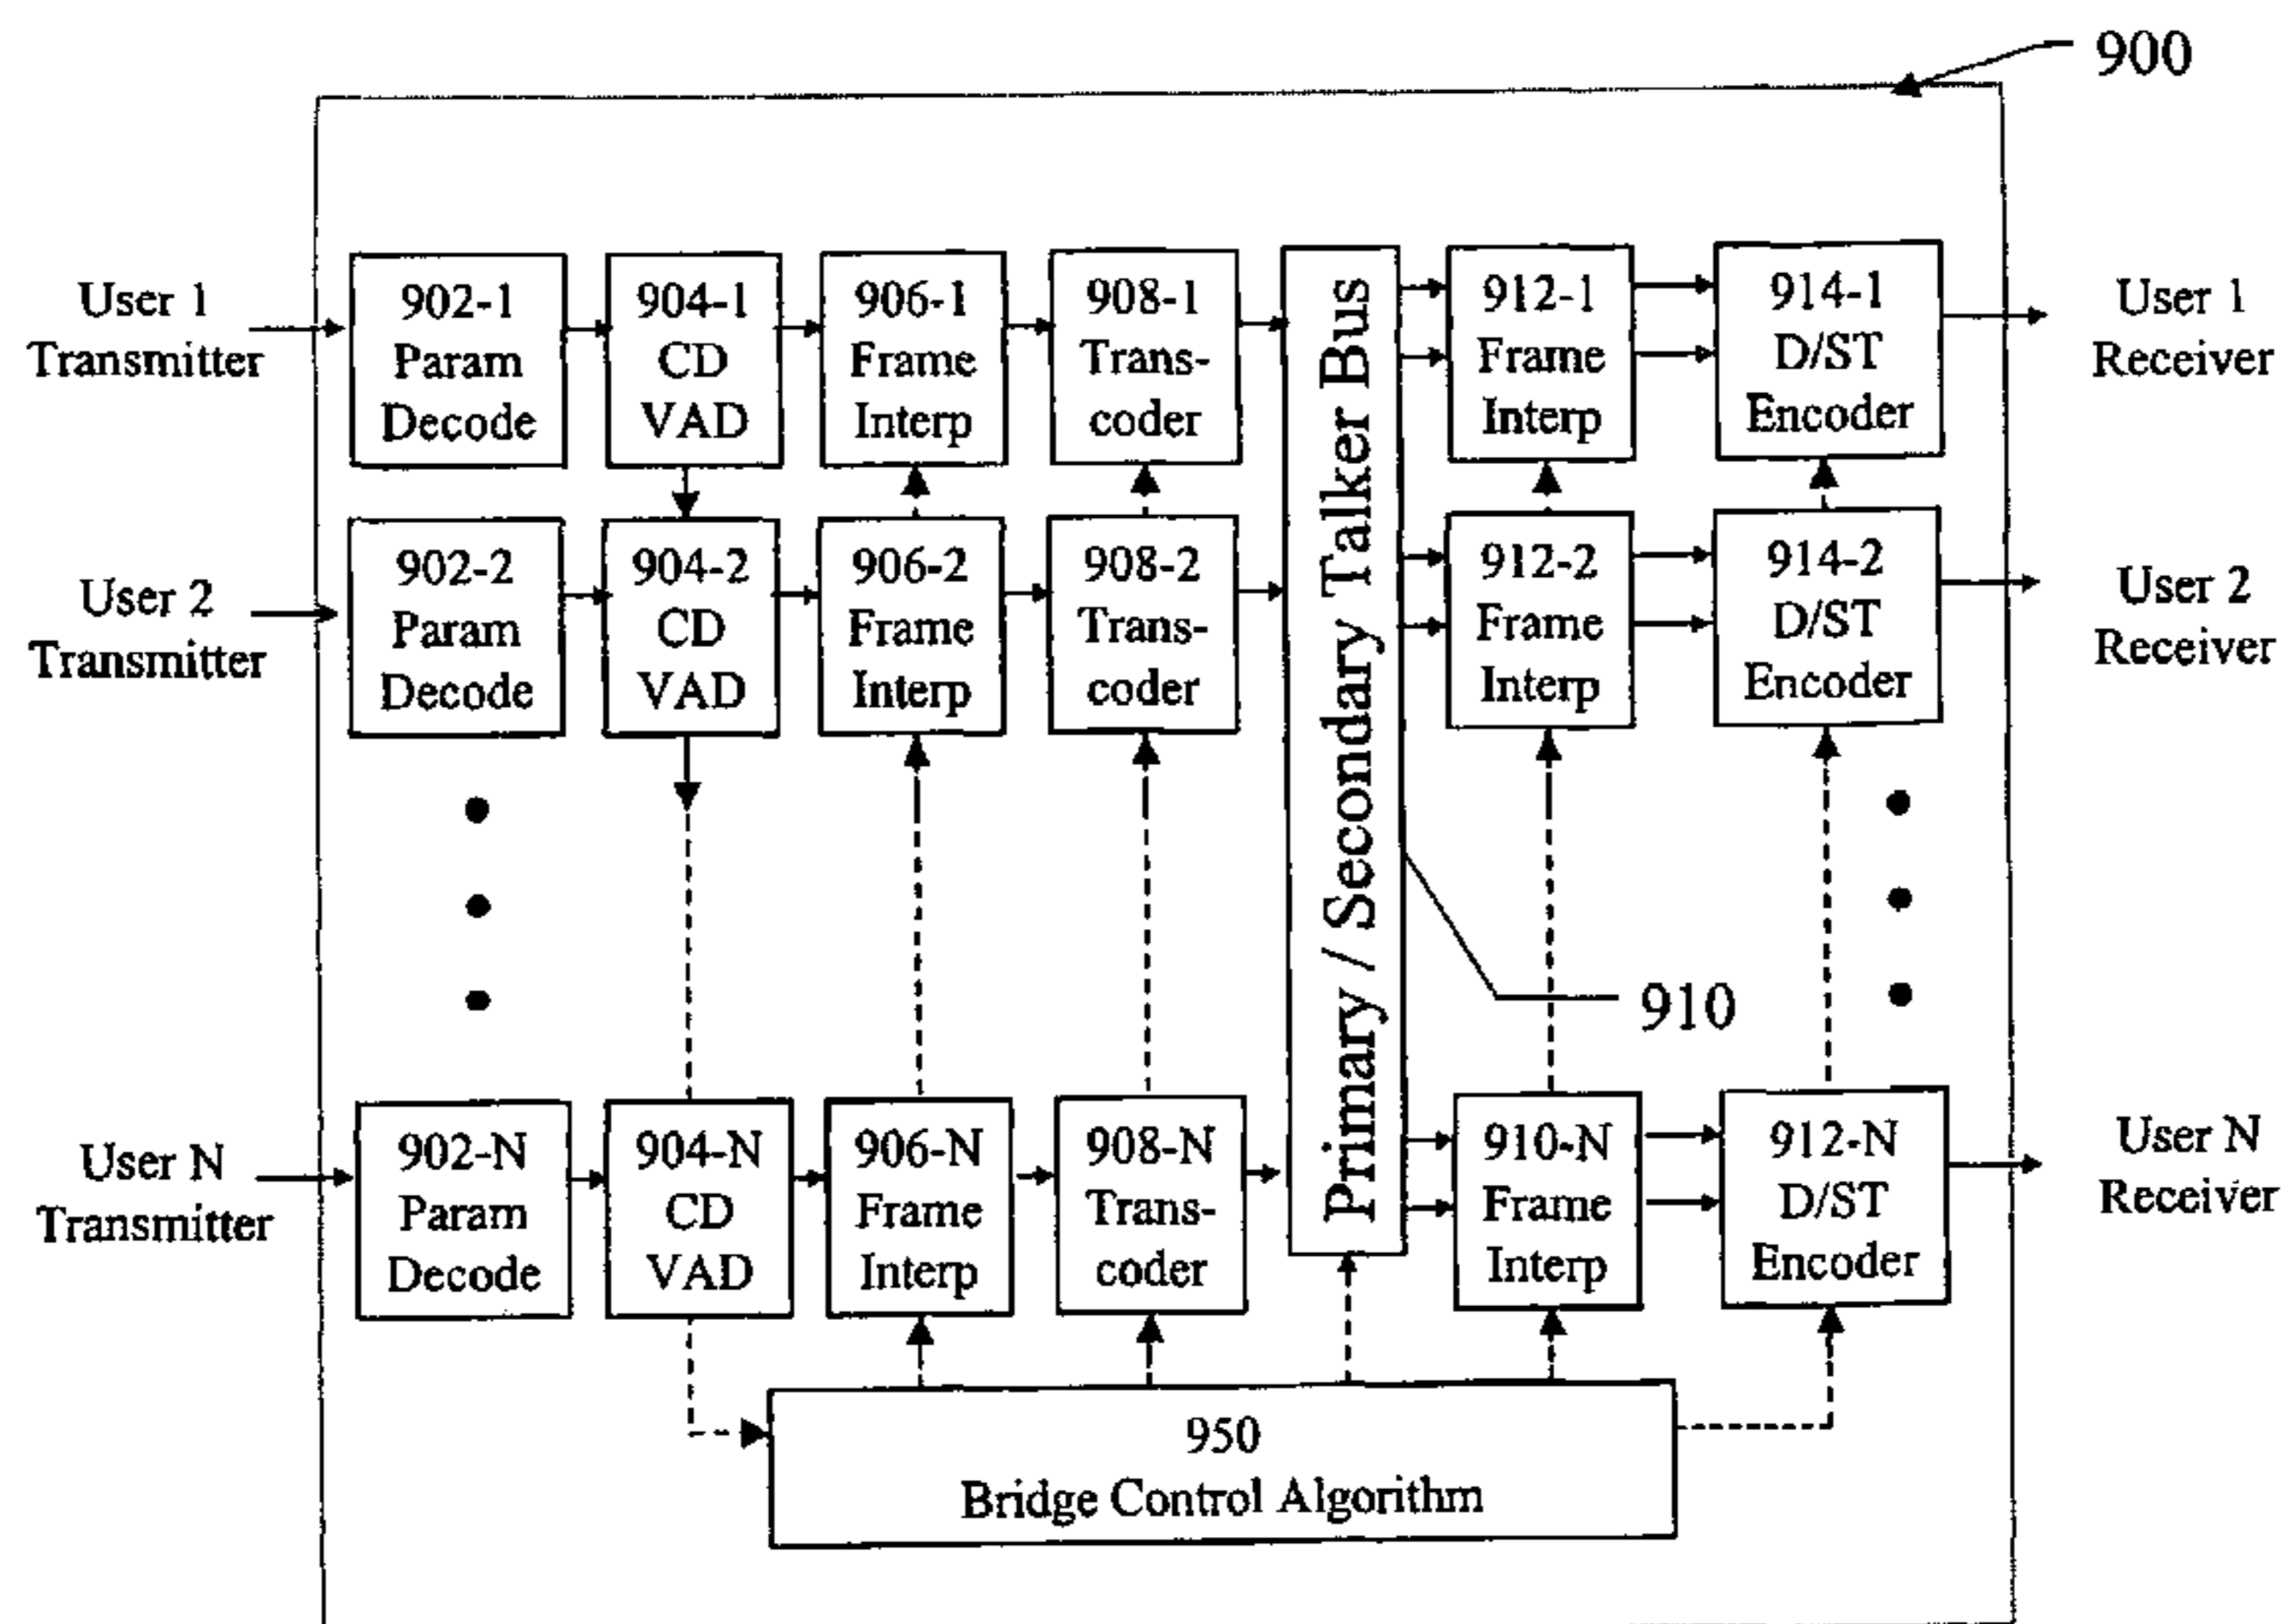 900
User 1
Transmitter
902-1
Param
Decode
904-1
CD
VAD
906-1
Frame
Interp
908-1
Trans-
coder
Primary / Secondary Talker Bus
912-1
Frame
Interp
914-1
D/ST
Encoder
User 1
Receiver
User 2
Transmitter
902-2
Param
Decode
904-2
CD
VAD
906-2
Frame
Interp
908-2
Trans-
coder
912-2
Frame
Interp
914-2
D/ST
Encoder
User 2
Receiver
910
User N
Transmitter
902-N
Param
Decode
904-N
CD
VAD
906-N
Frame
Interp
908-N
Trans-
coder
910-N
Frame
Interp
912-N
D/ST
Encoder
User N
Receiver
950
Bridge Control Algorithm